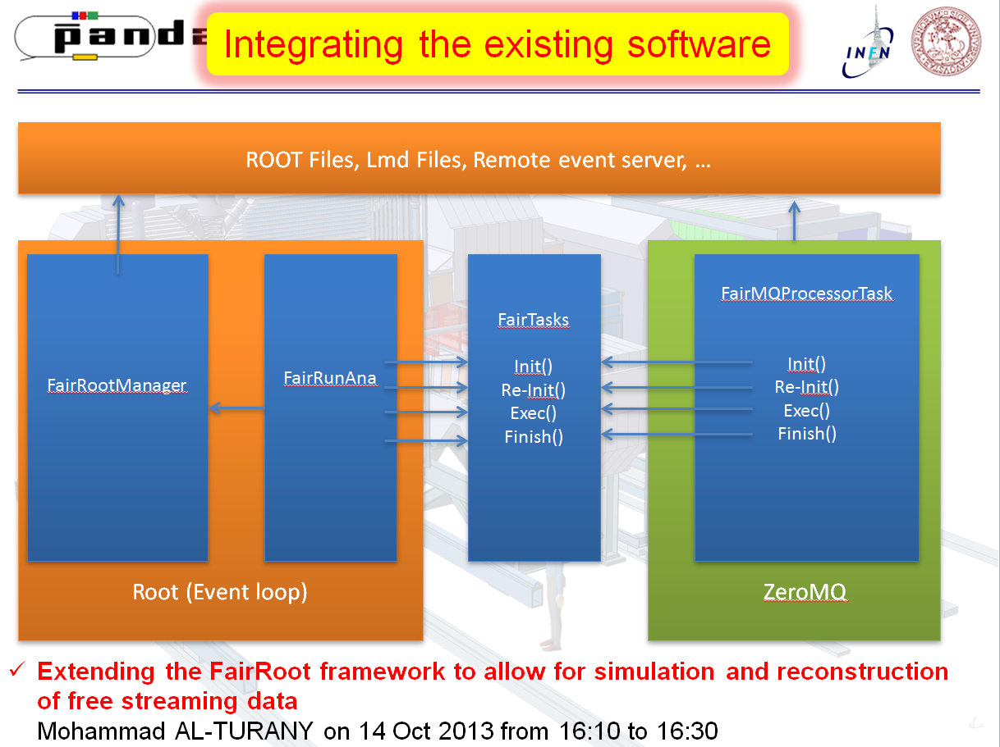 panda
Integrating the existing software
INFN
ROOT Files, Lmd Files, Remote event server, ...
FairRootManager
FairRunAna
FairTasks
Init()
Re-Init()
Exec()
Finish()
FairMQProcessorTask
Init()
Re-Init()
Exec()
Finish()
Root (Event loop)
ZeroMQ
✓ Extending the FairRoot framework to allow for simulation and reconstruction
of free streaming data
Mohammad AL-TURANY on 14 Oct 2013 from 16:10 to 16:30